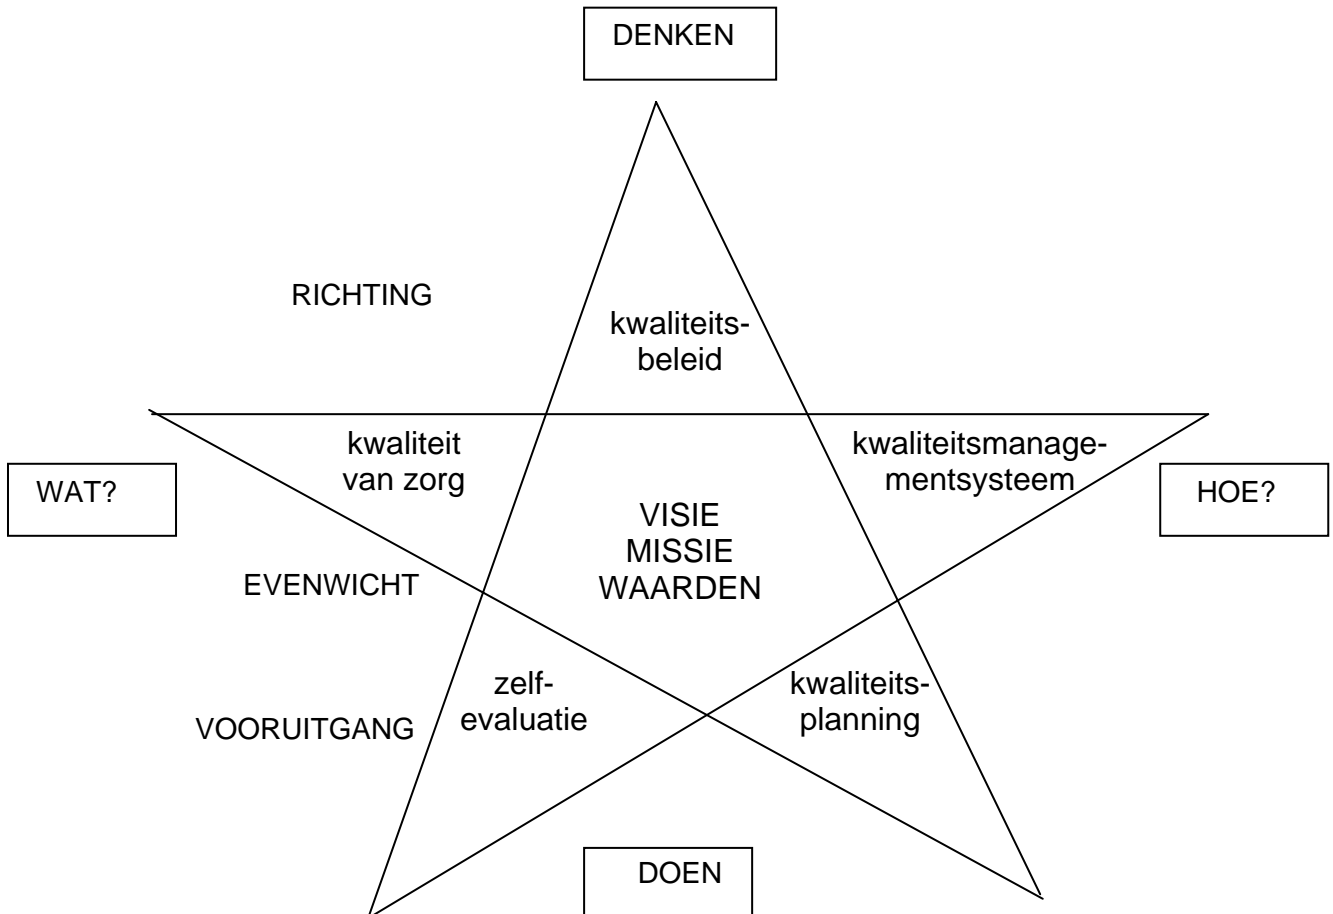 DENKEN
RICHTING
kwaliteits-
beleid
kwaliteit
van zorg
kwaliteitsmanage-
mentsysteem
WAT?
HOE?
VISIE
MISSIE
WAARDEN
EVENWICHT
zelf-
evaluatie
kwaliteits-
planning
VOORUITGANG
DOEN